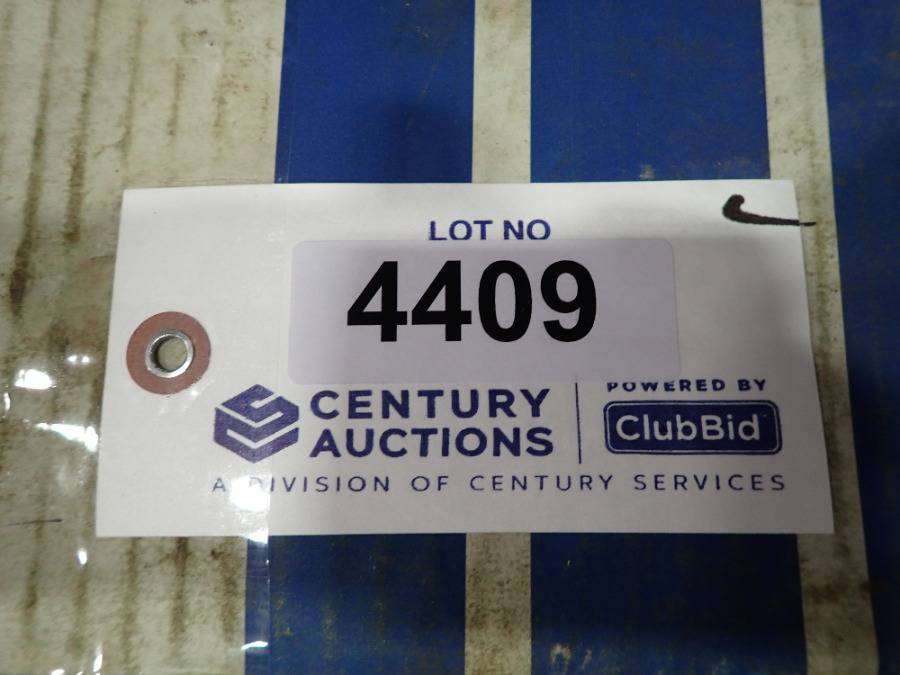 LOT NO
4409
CENTURY
AUCTIONS
POWERED BY
ClubBid
A DIVISION OF CENTURY SERVICES